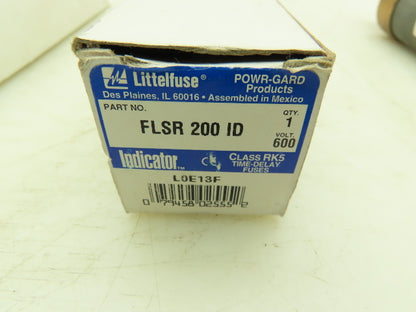 Littelfuse®
POWR-GARD
Products
Des Plaines, IL 60016 • Assembled in Mexico
PART NO.
FLSR 200 ID
QTY.
1
VOLT.
600
Indicator™
CLASS RK5
TIME-DELAY
FUSES
L0E13F
0 79458 02555 2